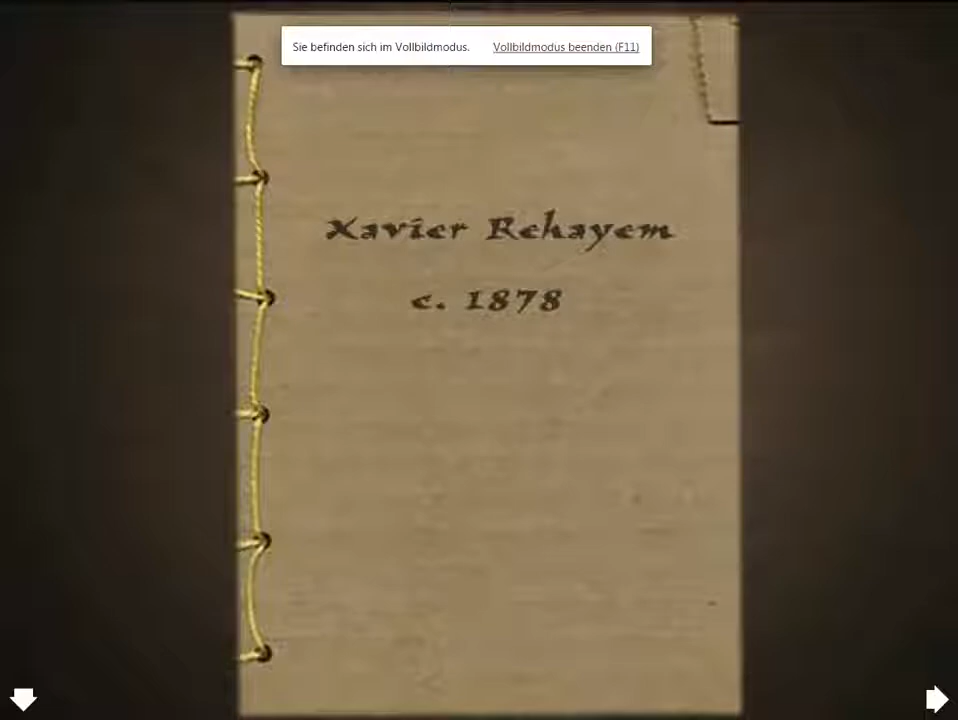 Sie befinden sich im Vollbildmodus. Vollbildmodus beenden (F11)
Xavier Rehayem
c. 1878